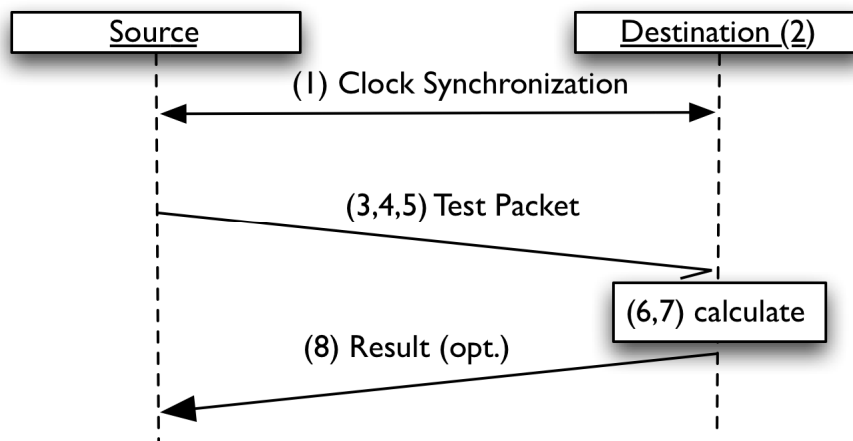 Source
Destination (2)
(1) Clock Synchronization
(3,4,5) Test Packet
(6,7) calculate
(8) Result (opt.)